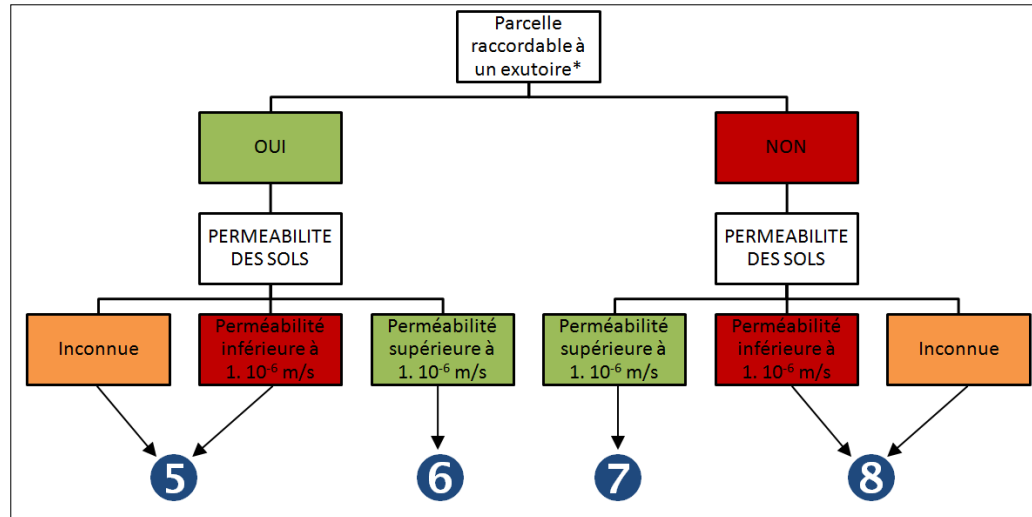 Parcelle
raccordable à
un exutoire*
OUI
NON
PERMEABILITE
DES SOLS
PERMEABILITE
DES SOLS
Inconnue
Perméabilité
inférieure à
1. 10⁻⁶ m/s
Perméabilité
supérieure à
1. 10⁻⁶ m/s
Perméabilité
supérieure à
1. 10⁻⁶ m/s
Perméabilité
inférieure à
1. 10⁻⁶ m/s
Inconnue
5
6
7
8